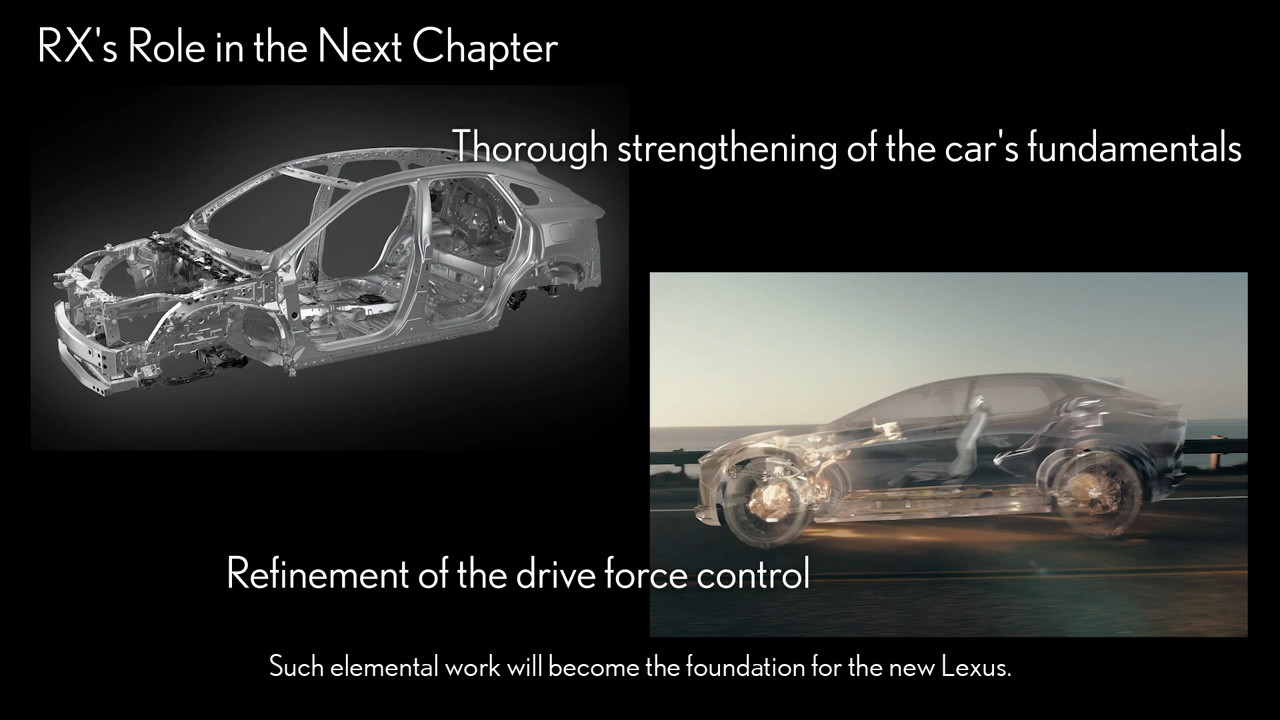 RX's Role in the Next Chapter
Thorough strengthening of the car's fundamentals
Refinement of the drive force control
Such elemental work will become the foundation for the new Lexus.